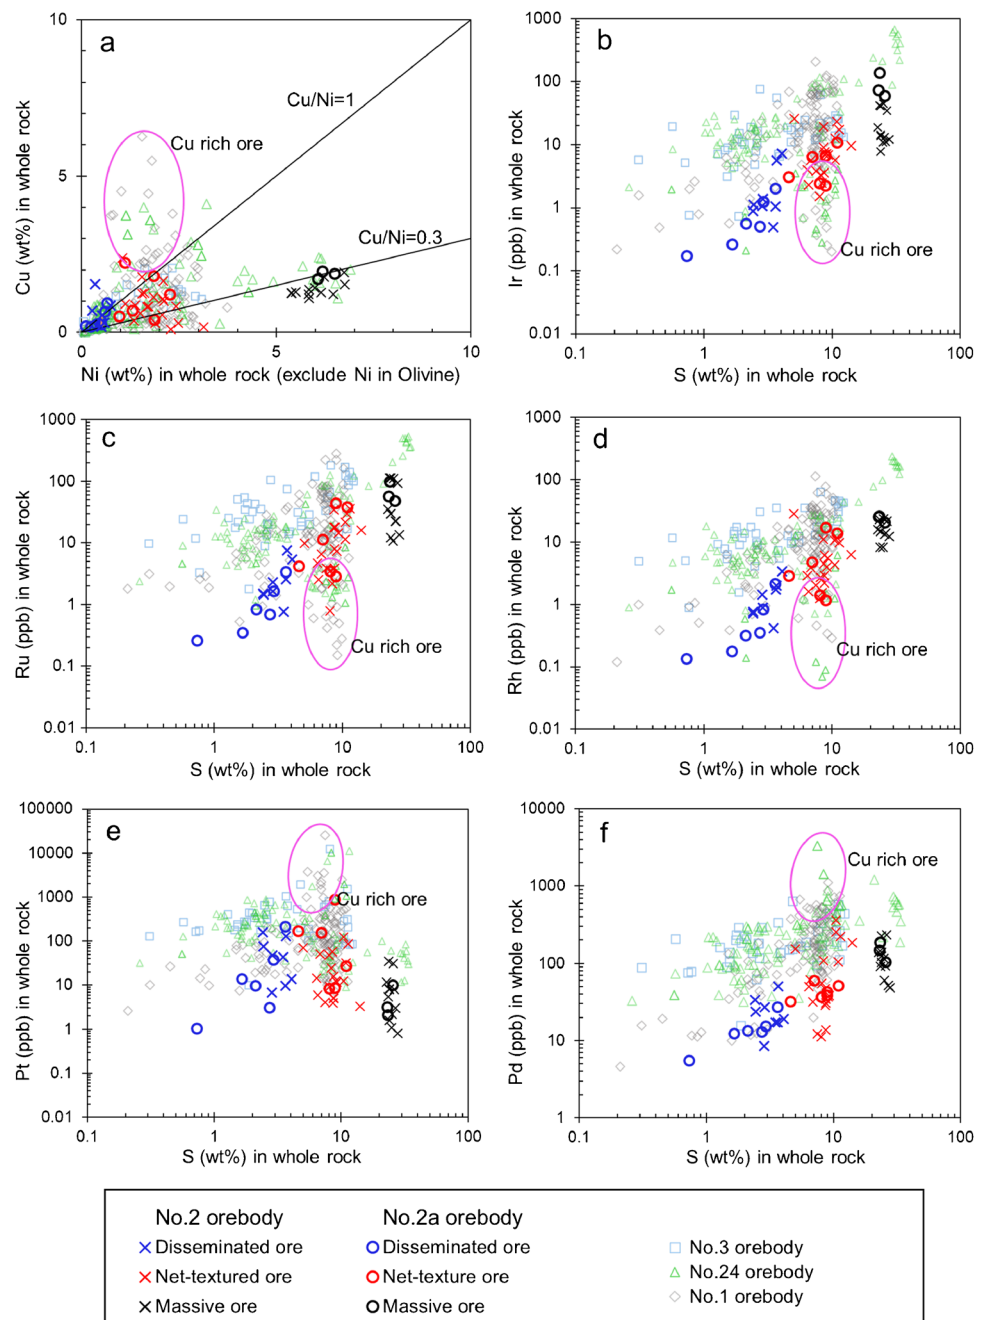 a
10
5
0
Cu (wt%) in whole rock
Cu/Ni=1
Cu rich ore
Cu/Ni=0.3
0
5
10
Ni (wt%) in whole rock (exclude Ni in Olivine)
b
1000
100
10
1
0.1
0.01
Ir (ppb) in whole rock
Cu rich ore
0.1
1
10
100
S (wt%) in whole rock
c
1000
100
10
1
0.1
0.01
Ru (ppb) in whole rock
Cu rich ore
0.1
1
10
100
S (wt%) in whole rock
d
1000
100
10
1
0.1
0.01
Rh (ppb) in whole rock
Cu rich ore
0.1
1
10
100
S (wt%) in whole rock
e
100000
10000
1000
100
10
1
0.1
0.01
Pt (ppb) in whole rock
Cu rich ore
0.1
1
10
100
S (wt%) in whole rock
f
10000
1000
100
10
1
Pd (ppb) in whole rock
Cu rich ore
0.1
1
10
100
S (wt%) in whole rock
No.2 orebody
Disseminated ore
Net-textured ore
Massive ore
No.2a orebody
Disseminated ore
Net-texture ore
Massive ore
No.3 orebody
No.24 orebody
No.1 orebody